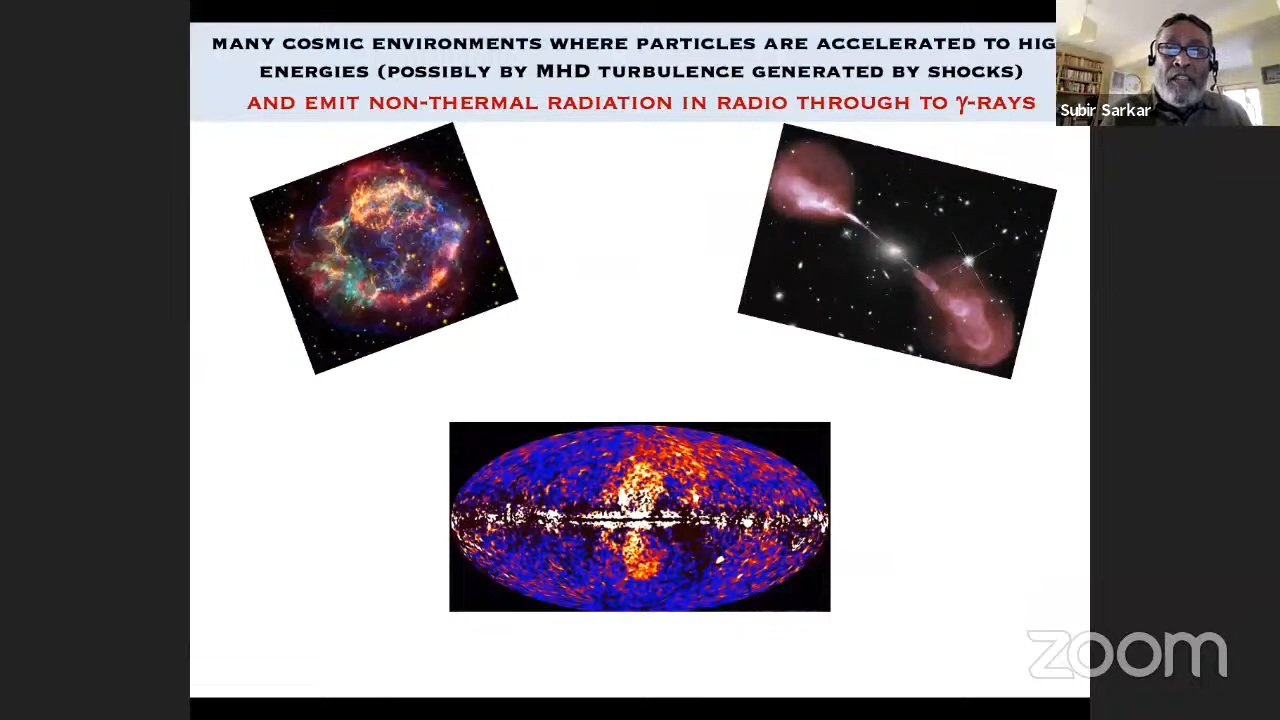 MANY COSMIC ENVIRONMENTS WHERE PARTICLES ARE ACCELERATED TO HIG
ENERGIES (POSSIBLY BY MHD TURBULENCE GENERATED BY SHOCKS)
AND EMIT NON-THERMAL RADIATION IN RADIO THROUGH TO γ-RAYS
Subir Sarkar
zoom